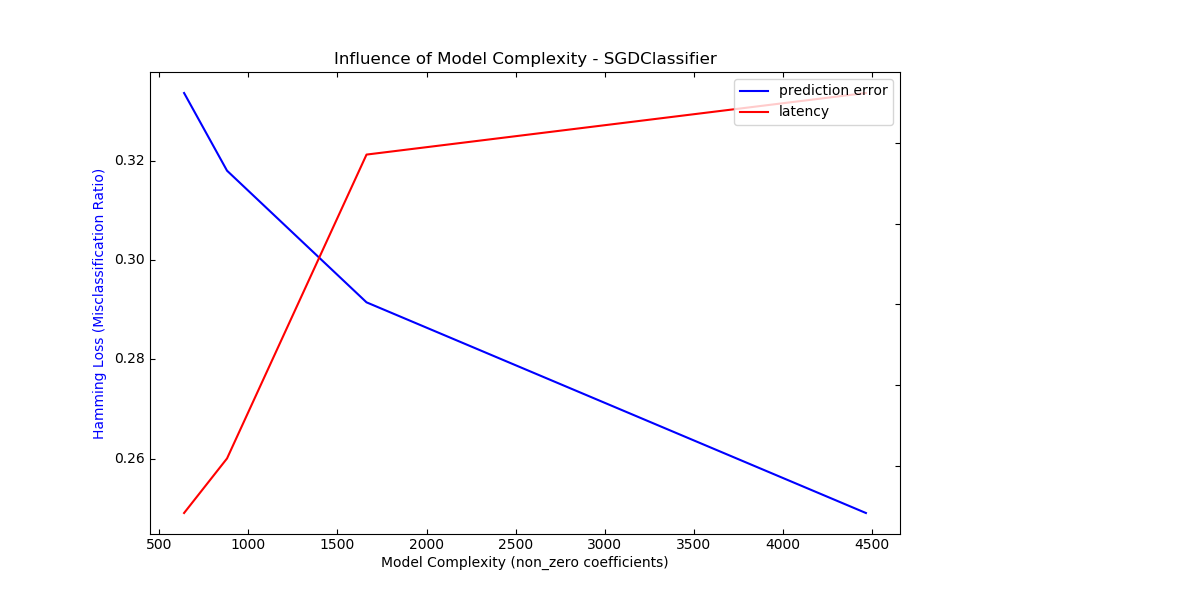 Influence of Model Complexity - SGDClassifier
prediction error
latency
Hamming Loss (Misclassification Ratio)
0.32
0.30
0.28
0.26
500 1000 1500 2000 2500 3000 3500 4000 4500
Model Complexity (non_zero coefficients)